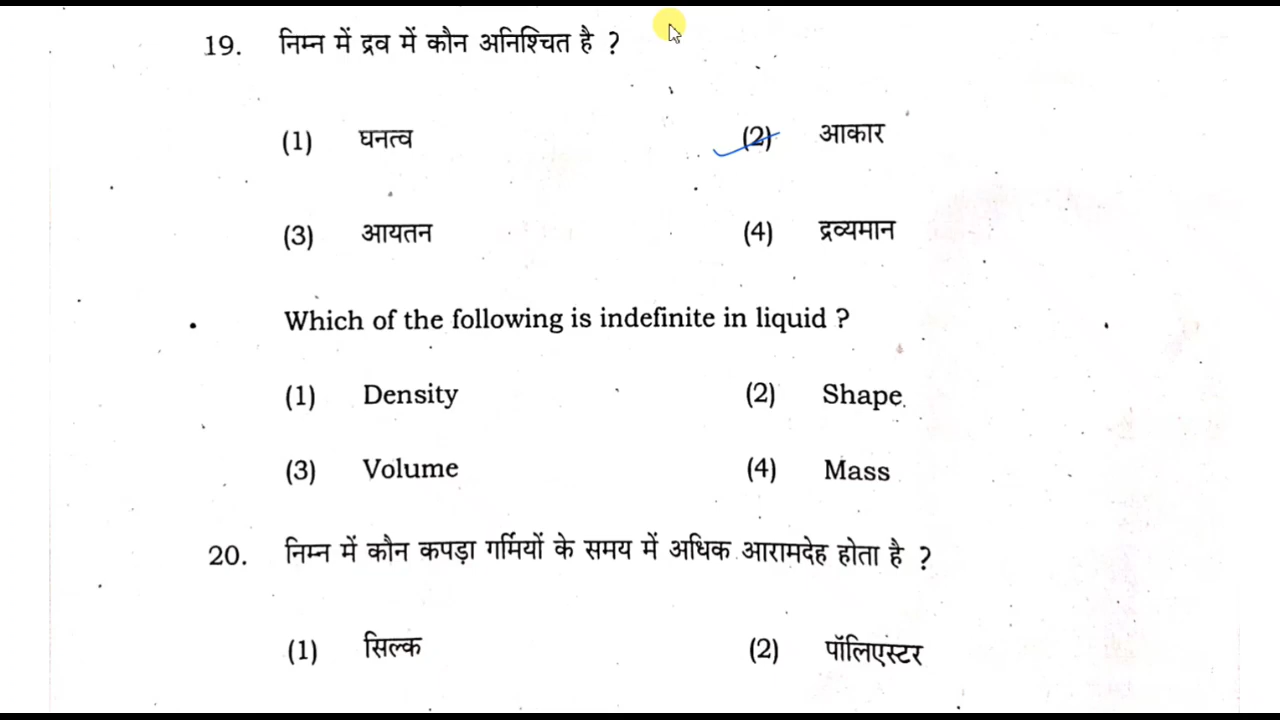 19. निम्न में द्रव में कौन अनिश्चित है ?
(1) घनत्व (2) आकार
(3) आयतन (4) द्रव्यमान
Which of the following is indefinite in liquid ?
(1) Density (2) Shape
(3) Volume (4) Mass
20. निम्न में कौन कपड़ा गर्मियों के समय में अधिक आरामदेह होता है ?
(1) सिल्क (2) पॉलिएस्टर